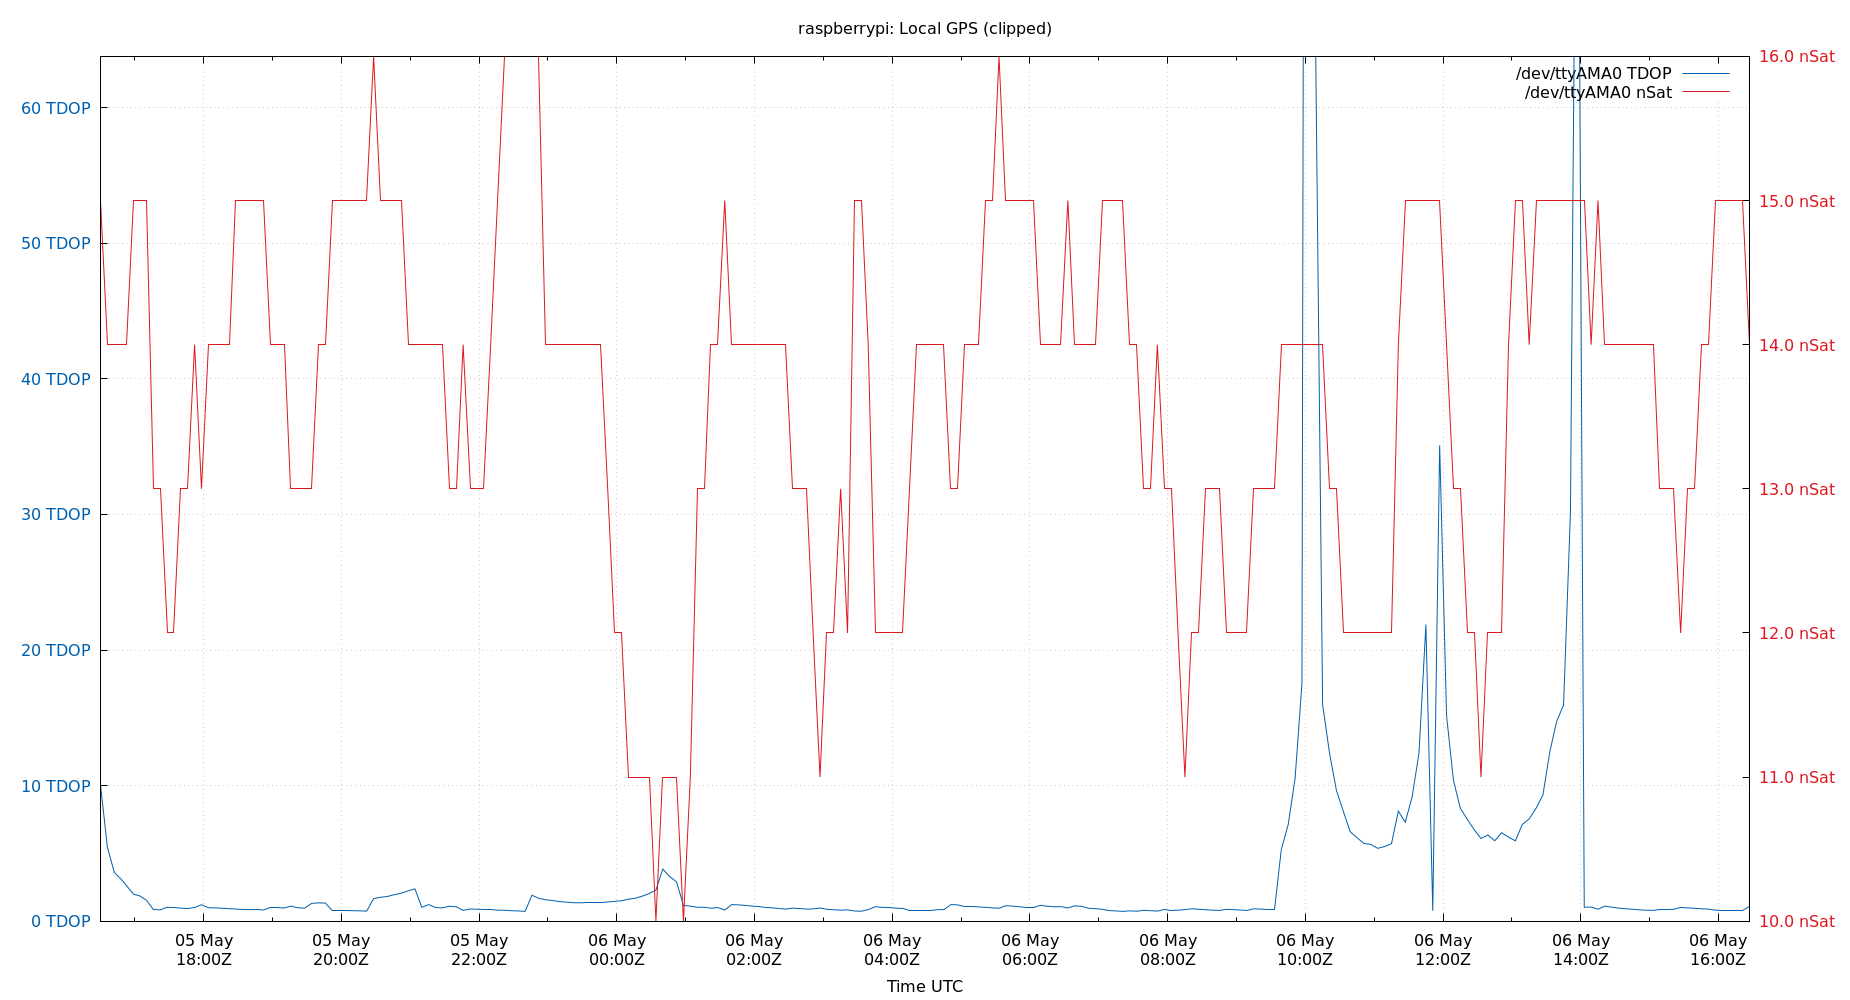 raspberrypi: Local GPS (clipped)
/dev/ttyAMA0 TDOP
/dev/ttyAMA0 nSat
60 TDOP
50 TDOP
40 TDOP
30 TDOP
20 TDOP
10 TDOP
0 TDOP
16.0 nSat
15.0 nSat
14.0 nSat
13.0 nSat
12.0 nSat
11.0 nSat
10.0 nSat
05 May 05 May 05 May 06 May 06 May 06 May 06 May 06 May 06 May 06 May 06 May 06 May
18:00Z 20:00Z 22:00Z 00:00Z 02:00Z 04:00Z 06:00Z 08:00Z 10:00Z 12:00Z 14:00Z 16:00Z
Time UTC